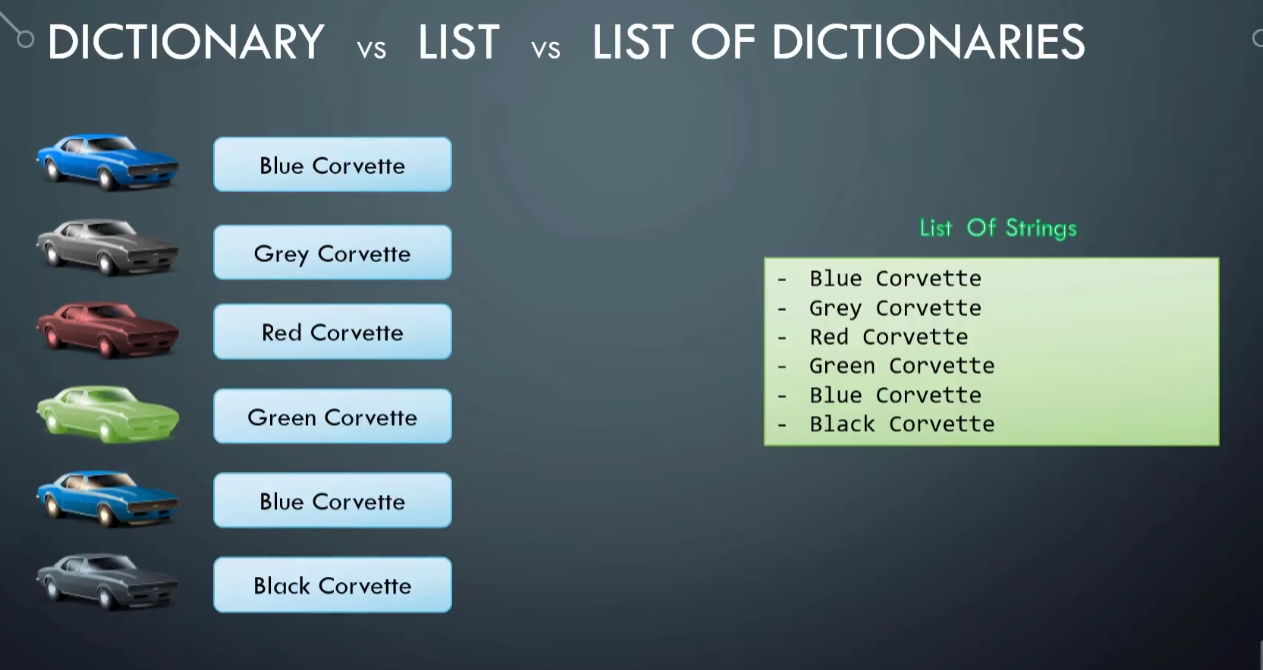 DICTIONARY vs LIST vs LIST OF DICTIONARIES
Blue Corvette
Grey Corvette
Red Corvette
Green Corvette
Blue Corvette
Black Corvette
List Of Strings
- Blue Corvette
- Grey Corvette
- Red Corvette
- Green Corvette
- Blue Corvette
- Black Corvette